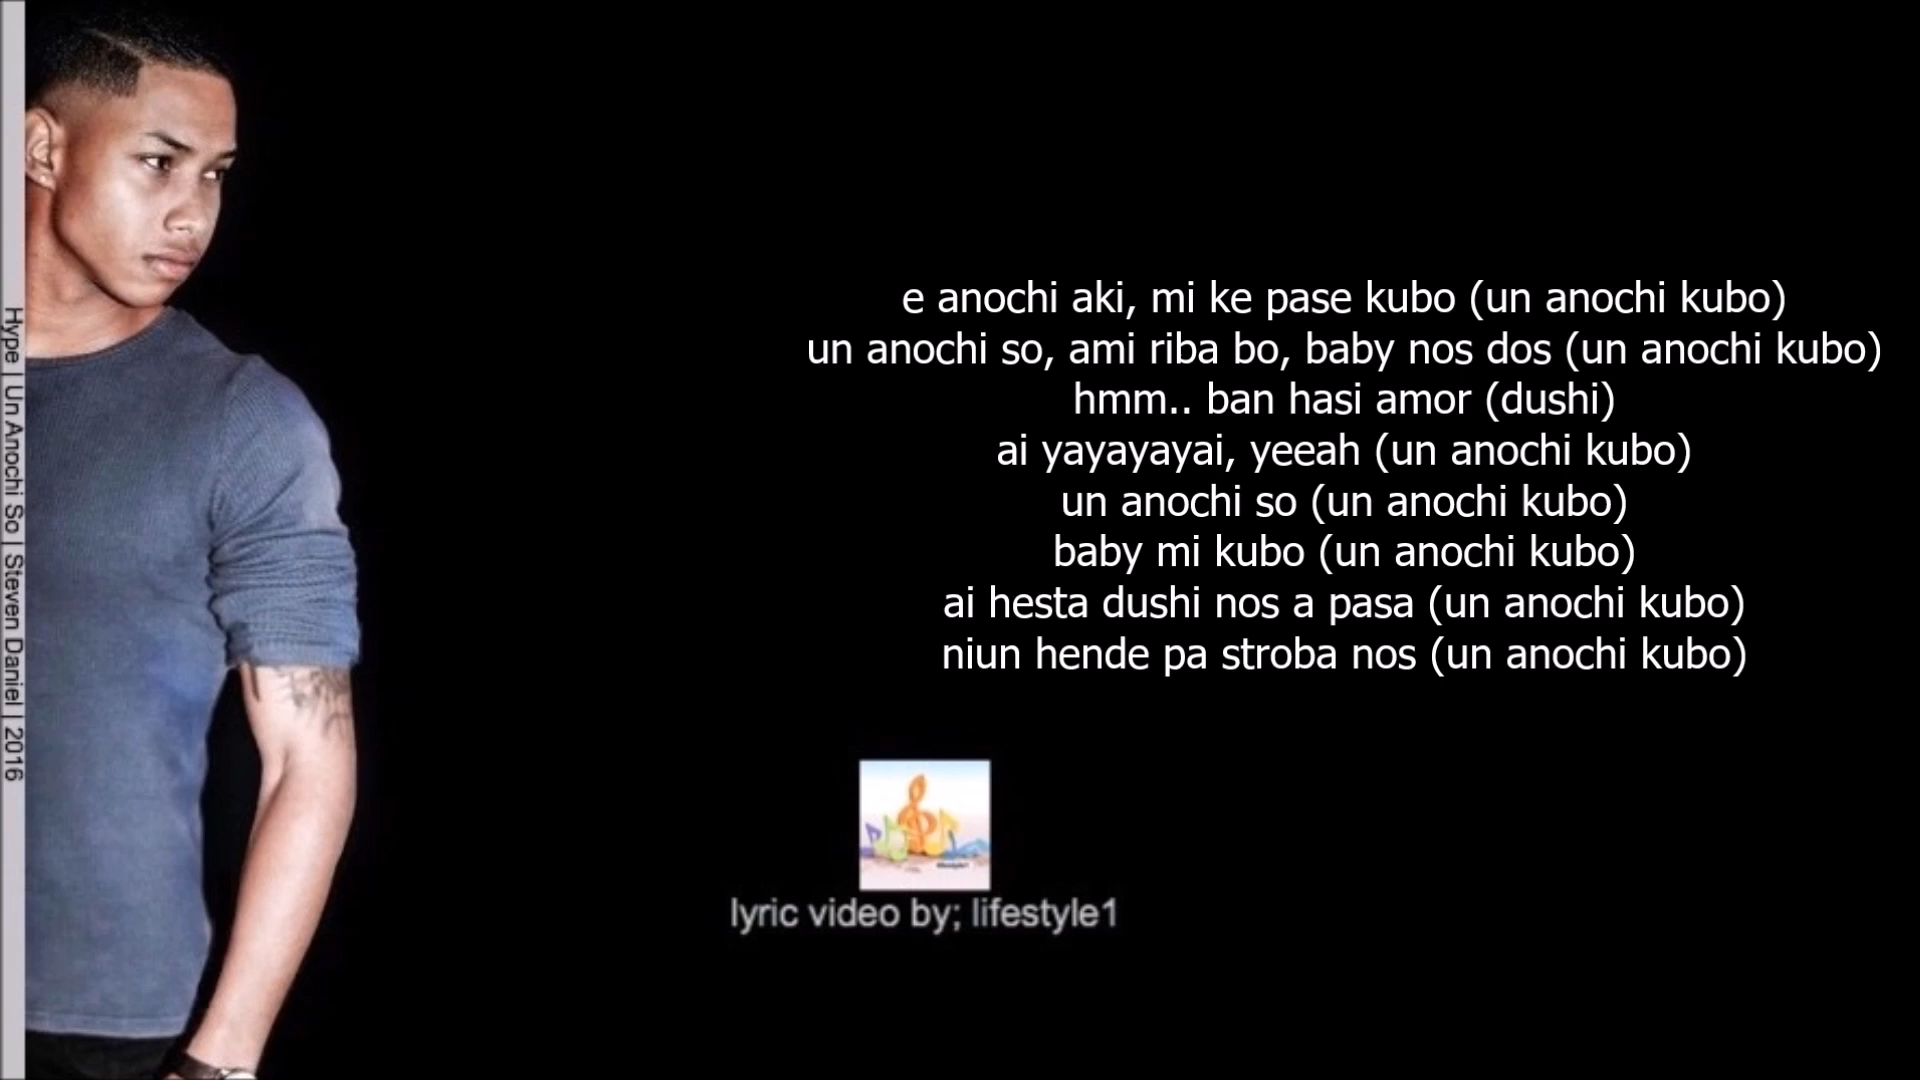 Hype | Un Anochi So | Steven Daniel | 2016
e anochi aki, mi ke pase kubo (un anochi kubo)
un anochi so, ami riba bo, baby nos dos (un anochi kubo)
hmm.. ban hasi amor (dushi)
ai yayayayai, yeeah (un anochi kubo)
un anochi so (un anochi kubo)
baby mi kubo (un anochi kubo)
ai hesta dushi nos a pasa (un anochi kubo)
niun hende pa stroba nos (un anochi kubo)
lyric video by; lifestyle1